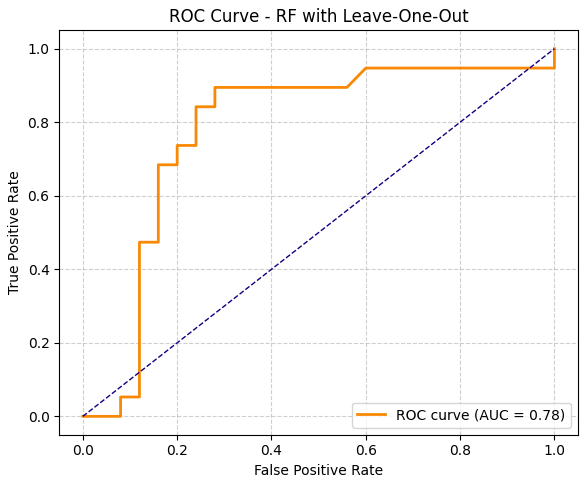 ROC Curve - RF with Leave-One-Out
True Positive Rate
1.0
0.8
0.6
0.4
0.2
0.0
ROC curve (AUC = 0.78)
0.0 0.2 0.4 0.6 0.8 1.0
False Positive Rate